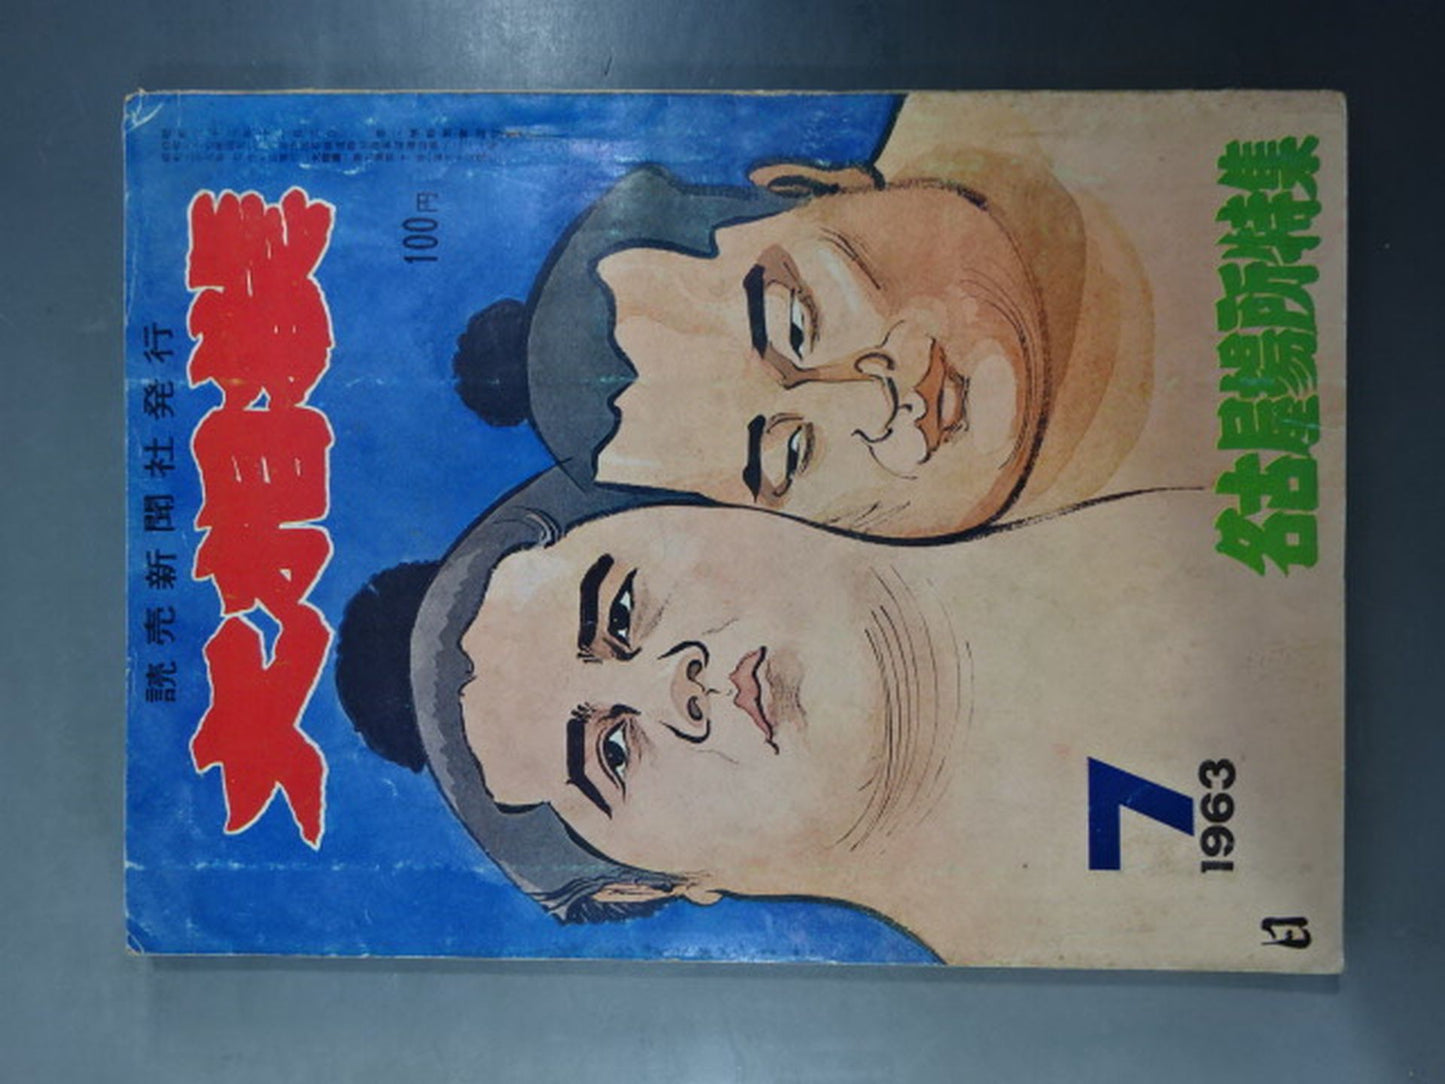 読売新聞社発行
大相撲
100円
名古屋場所特集
7
1963